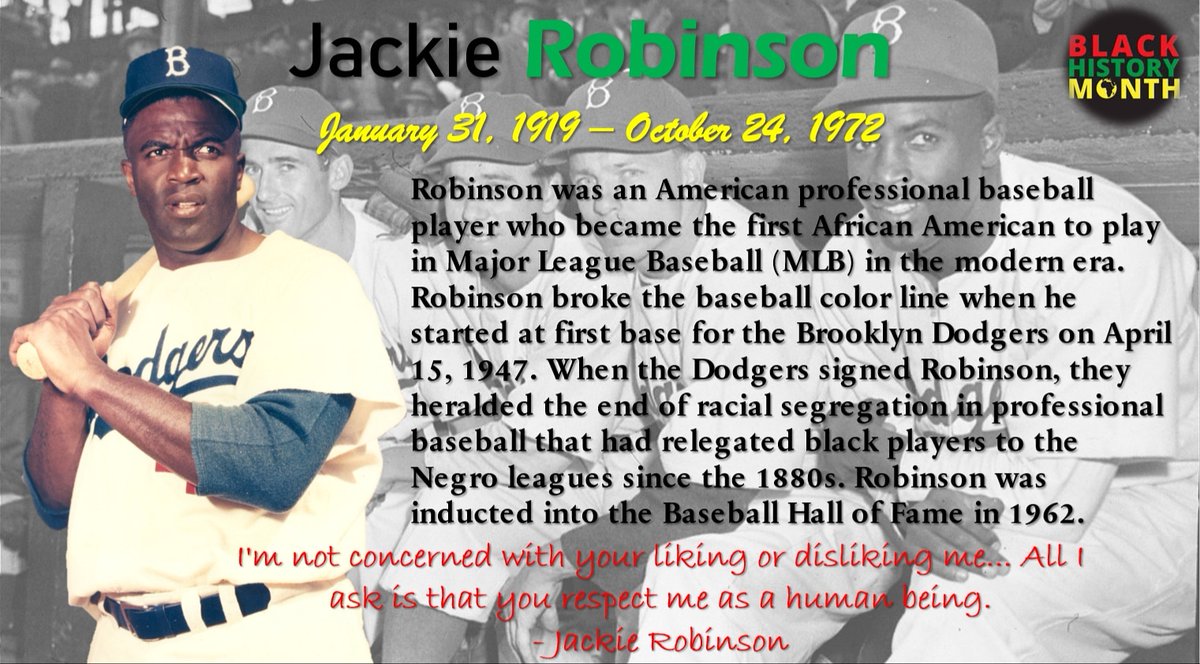 Jackie Robinson
BLACK
HISTORY
MONTH
January 31, 1919 – October 24, 1972
Robinson was an American professional baseball
player who became the first African American to play
in Major League Baseball (MLB) in the modern era.
Robinson broke the baseball color line when he
started at first base for the Brooklyn Dodgers on April
15, 1947. When the Dodgers signed Robinson, they
heralded the end of racial segregation in professional
baseball that had relegated black players to the
Negro leagues since the 1880s. Robinson was
inducted into the Baseball Hall of Fame in 1962.
I'm not concerned with your liking or disliking me... All I
ask is that you respect me as a human being.
- Jackie Robinson
B
B
B
B
B
odgers